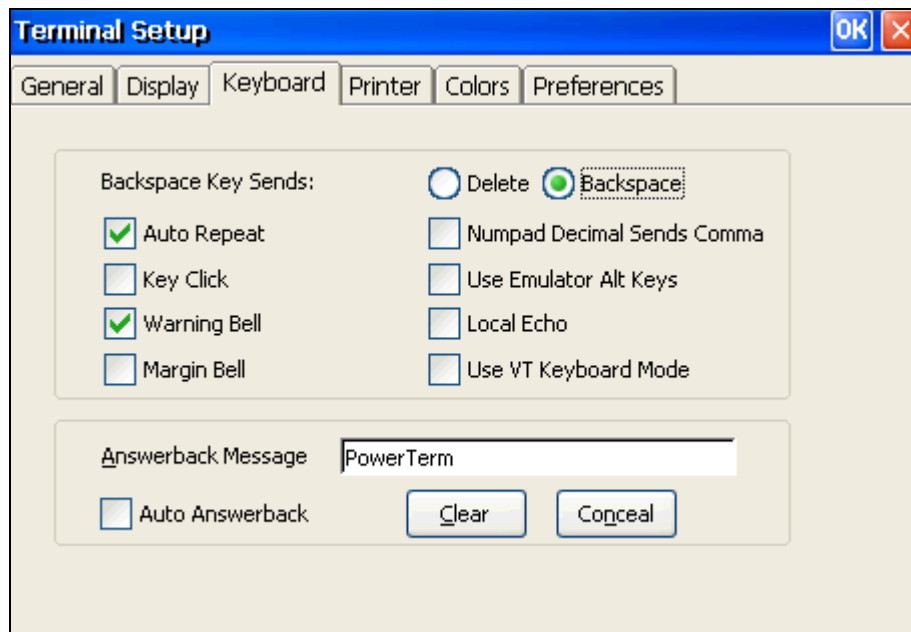 Terminal Setup OK
General Display Keyboard Printer Colors Preferences
Backspace Key Sends: Delete Backspace
Auto Repeat Numpad Decimal Sends Comma
Key Click Use Emulator Alt Keys
Warning Bell Local Echo
Margin Bell Use VT Keyboard Mode
Answerback Message PowerTerm
Auto Answerback Clear Conceal